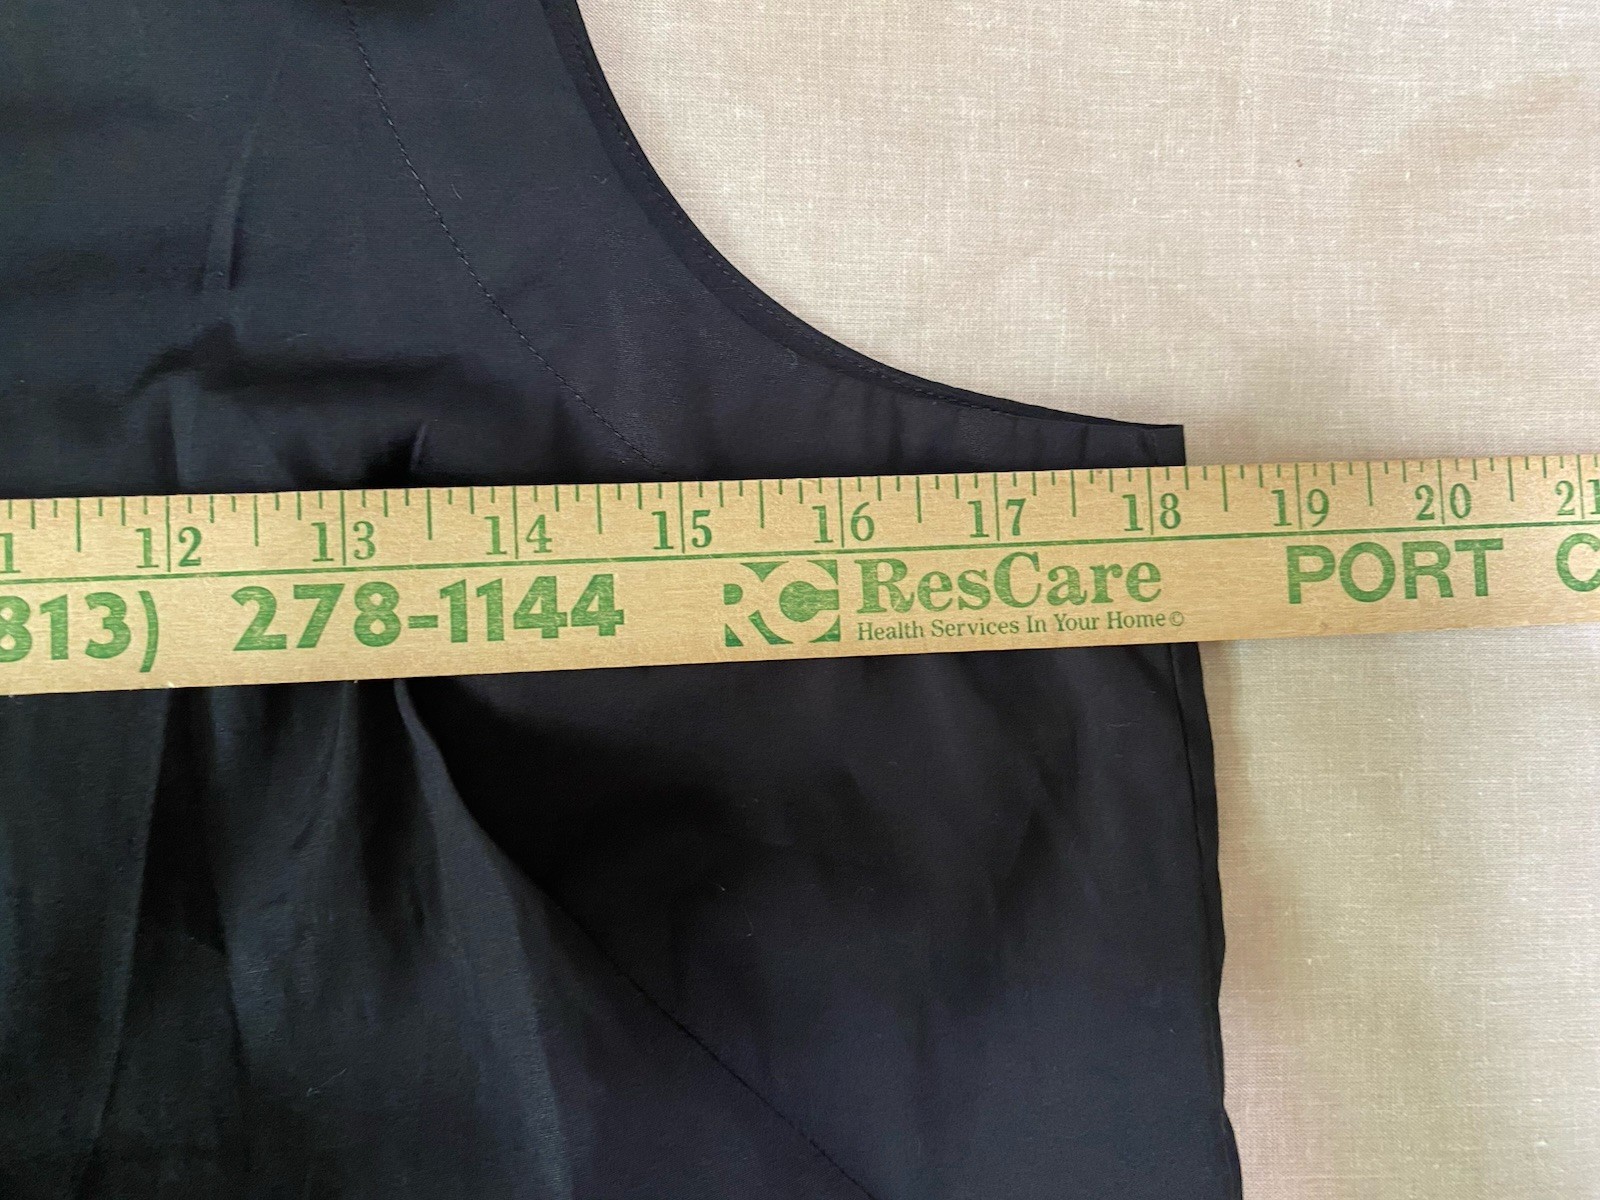 1 12 13 14 15 16 17 18 19 20 21
813) 278-1144 RC ResCare PORT C
Health Services In Your Home©